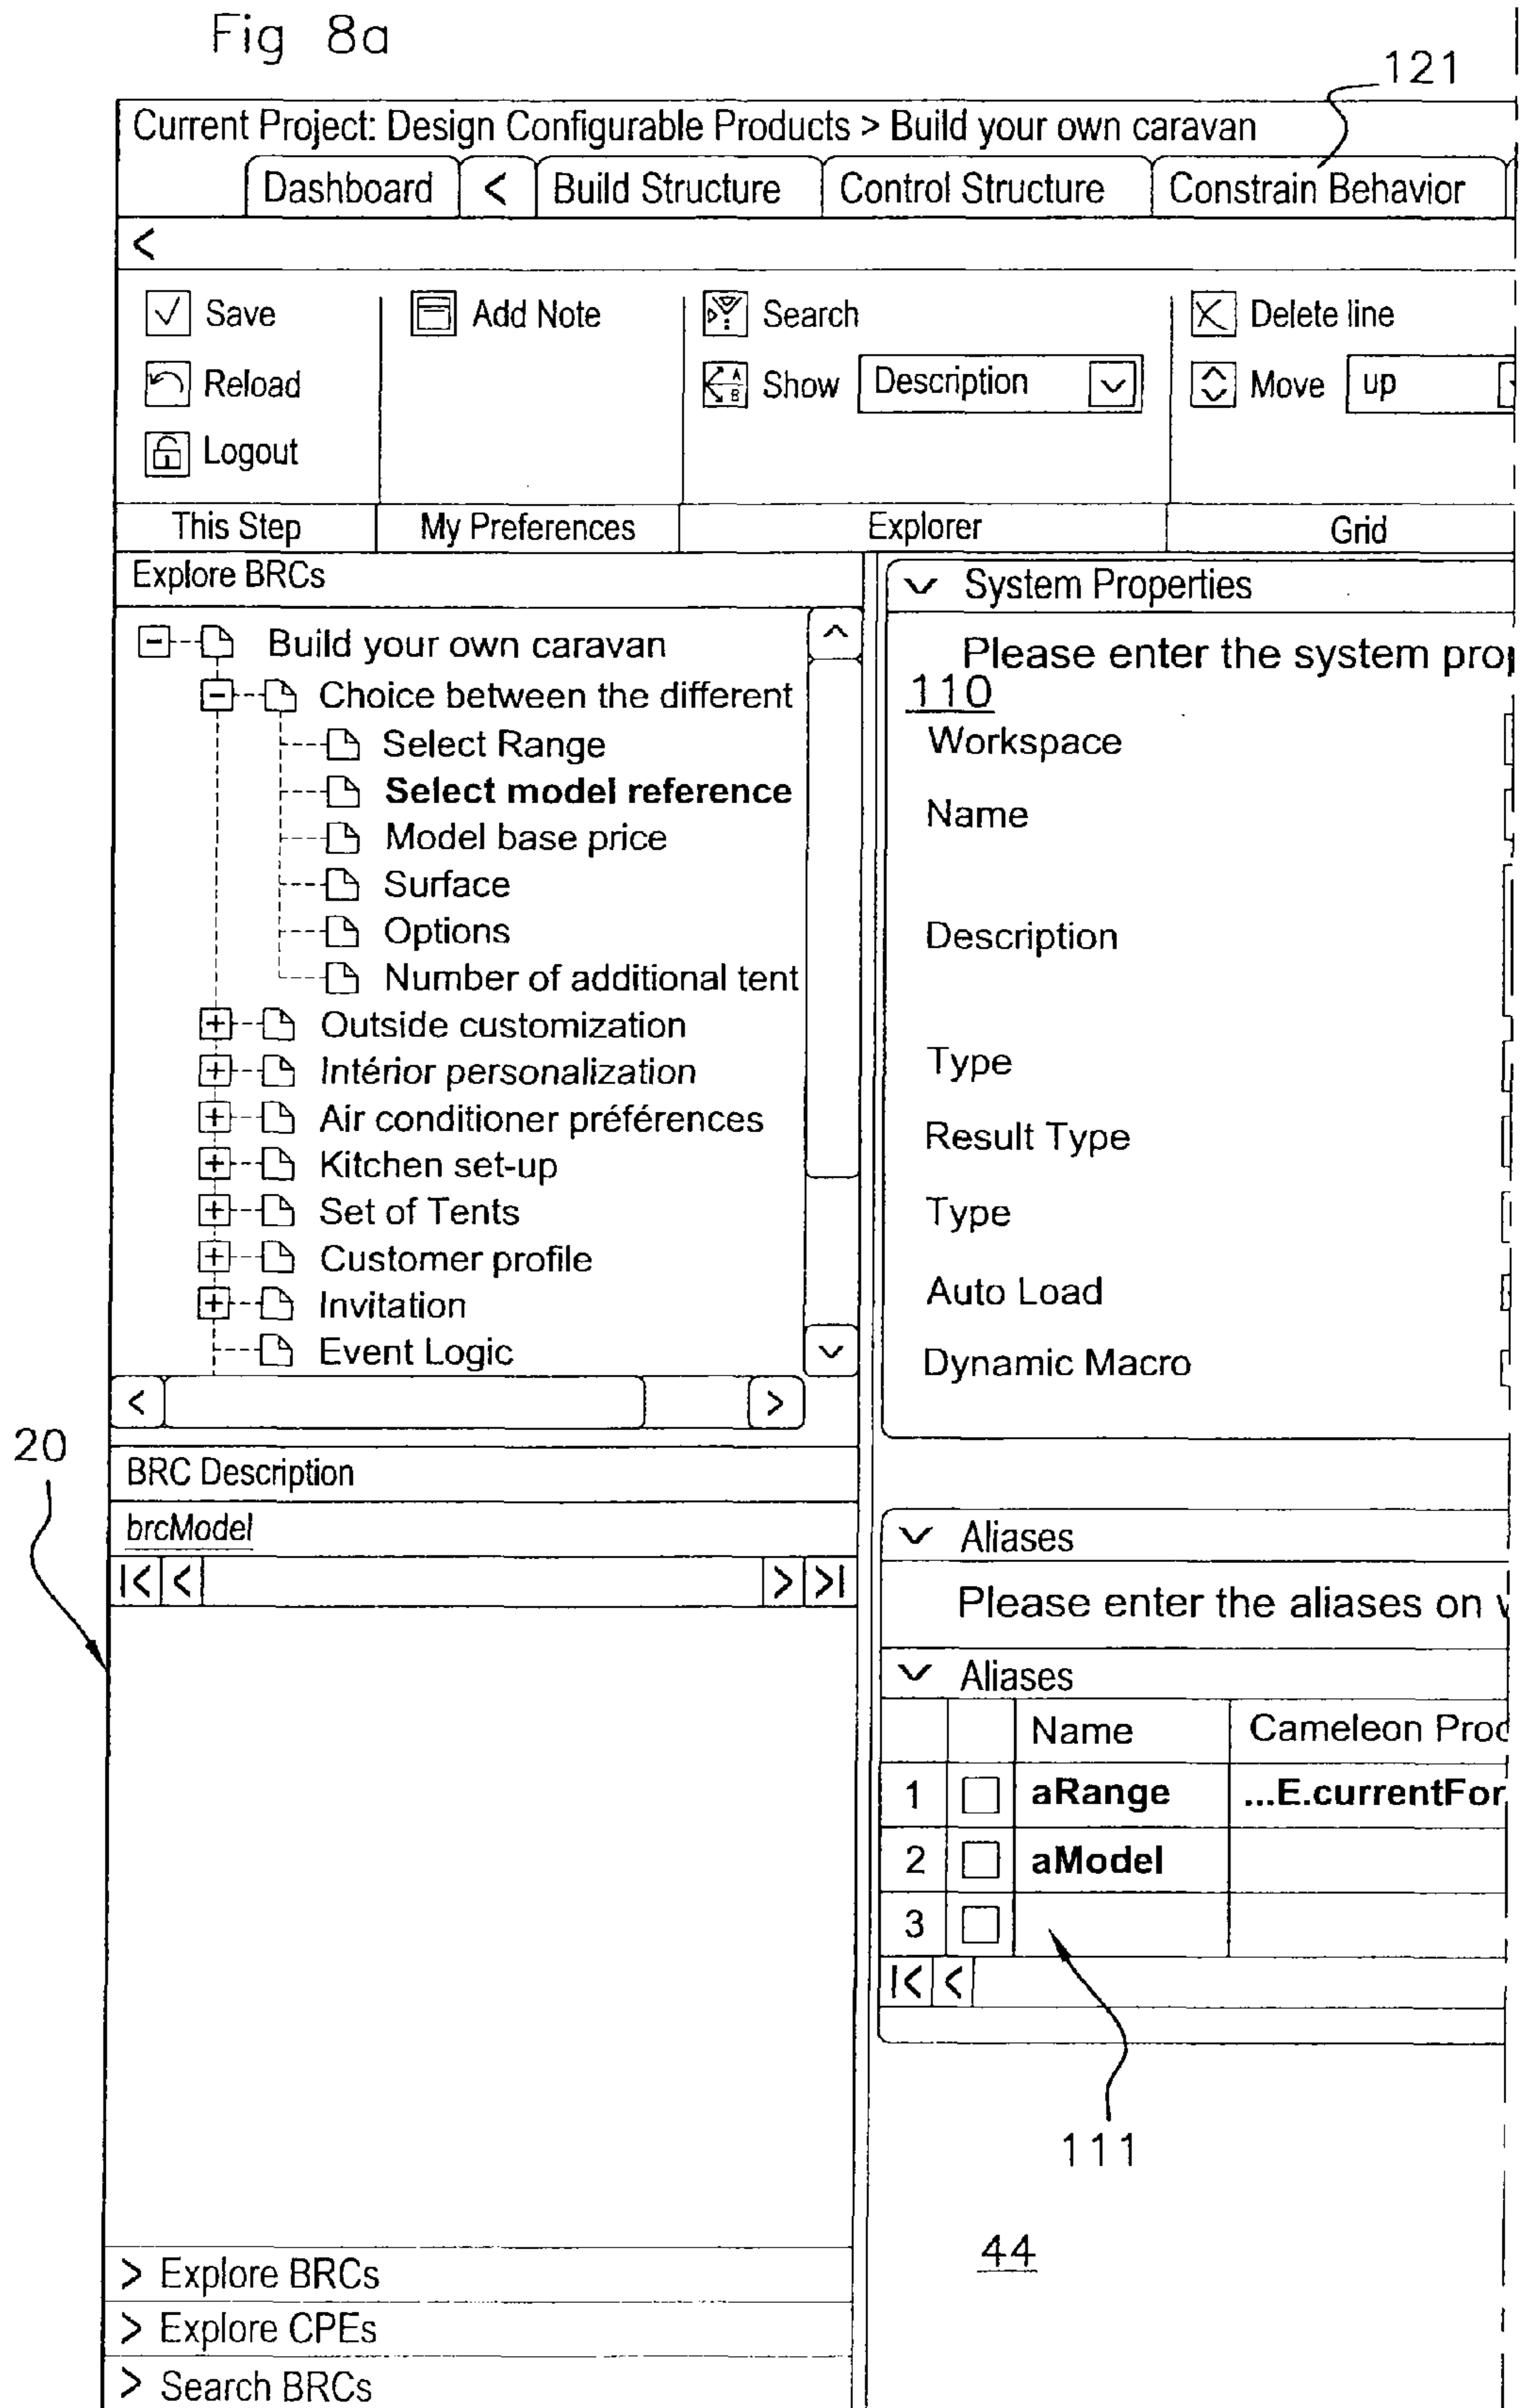 Fig 8a
121
Current Project: Design Configurable Products > Build your own caravan
Dashboard < Build Structure Control Structure Constrain Behavior
<
Save Add Note Search Delete line
Reload Show Description Move up
Logout
This Step My Preferences Explorer Grid
Explore BRCs
Build your own caravan
Choice between the different
Select Range
Select model reference
Model base price
Surface
Options
Number of additional tent
Outside customization
Intérior personalization
Air conditioner préférences
Kitchen set-up
Set of Tents
Customer profile
Invitation
Event Logic
< >
20
BRC Description
brcModel
|< < > >|
> Explore BRCs
> Explore CPEs
> Search BRCs
System Properties
Please enter the system prop
110
Workspace
Name
Description
Type
Result Type
Type
Auto Load
Dynamic Macro
Aliases
Please enter the aliases on
Aliases
Name Cameleon Prod
1 aRange ...E.currentFor
2 aModel
3
|< <
111
44